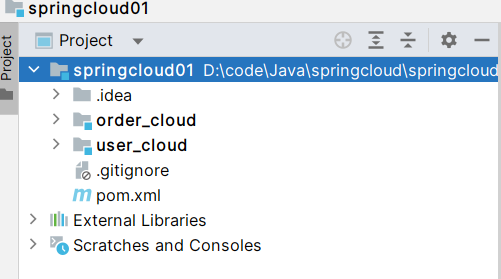 springcloud01
Project
Project
springcloud01 D:\code\Java\springcloud\springcloud
.idea
order_cloud
user_cloud
.gitignore
pom.xml
External Libraries
Scratches and Consoles